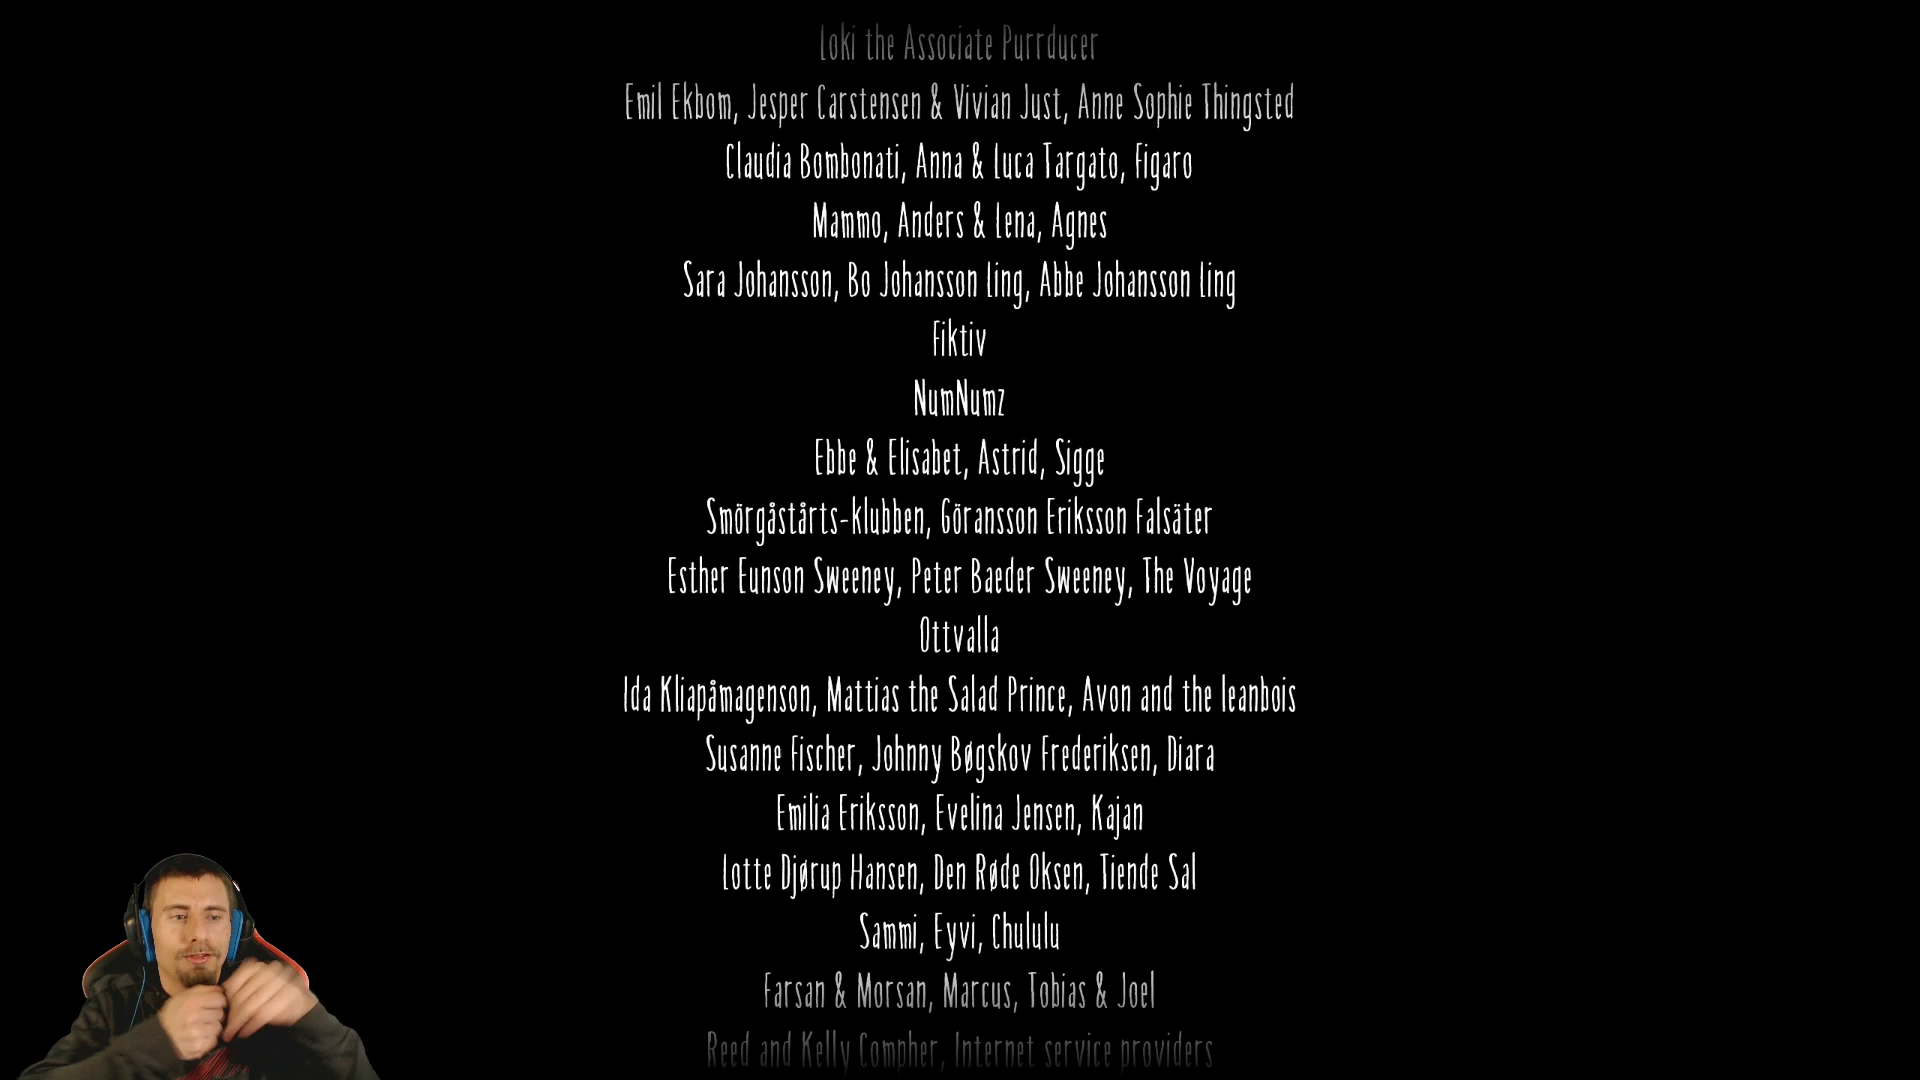 Loki the Associate Purrducer
Emil Ekbom, Jesper Carstensen & Vivian Just, Anne Sophie Thingsted
Claudia Bombonati, Anna & Luca Targato, Figaro
Mammo, Anders & Lena, Agnes
Sara Johansson, Bo Johansson Ling, Abbe Johansson Ling
Fiktiv
NumNumz
Ebbe & Elisabet, Astrid, Sigge
Smörgåstårts-klubben, Göransson Eriksson Falsäter
Esther Eunson Sweeney, Peter Baeder Sweeney, The Voyage
Ottvalla
Ida Kliapåmagenson, Mattias the Salad Prince, Avon and the leanbois
Susanne Fischer, Johnny Bøgskov Frederiksen, Diara
Emilia Eriksson, Evelina Jensen, Kajan
Lotte Djørup Hansen, Den Røde Oksen, Tiende Sal
Sammi, Eyvi, Chululu
Farsan & Morsan, Marcus, Tobias & Joel
Reed and Kelly Compher, Internet service providers